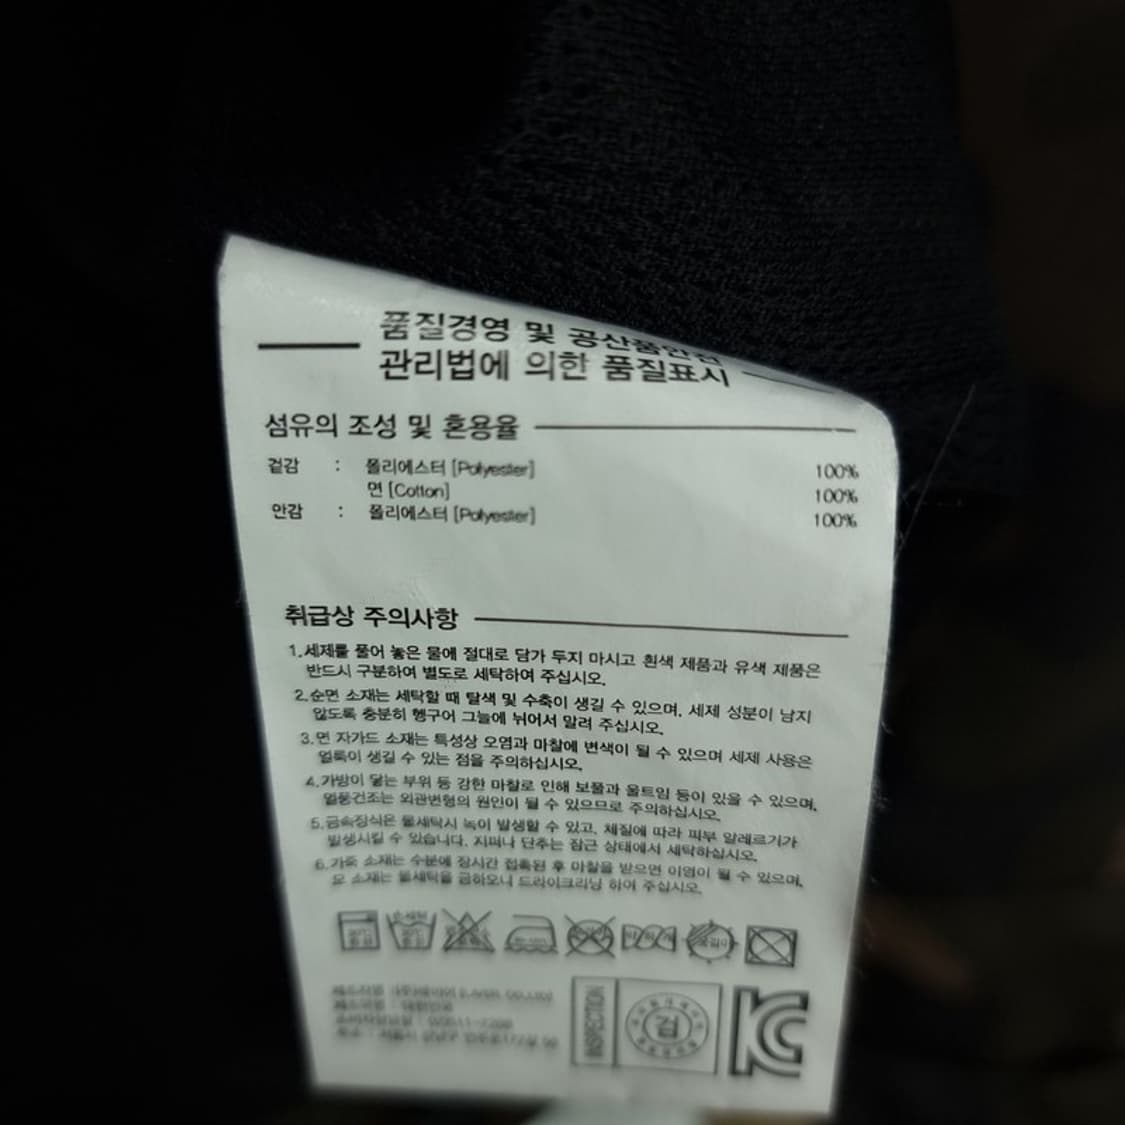 품질경영 및 공산품안전
관리법에 의한 품질표시
섬유의 조성 및 혼용율
겉감 : 폴리에스터 [Polyester] 100%
면 [Cotton] 100%
안감 : 폴리에스터 [Polyester] 100%
취급상 주의사항
1.세제를 풀어 놓은 물에 절대로 담가 두지 마시고 흰색 제품과 유색 제품은
반드시 구분하여 별도로 세탁하여 주십시오.
2.순면 소재는 세탁할 때 탈색 및 수축이 생길 수 있으며, 세제 성분이 남지
않도록 충분히 헹구어 그늘에 뉘어서 말려 주십시오.
3.면 자가드 소재는 특성상 오염과 마찰에 변색이 될 수 있으며 세제 사용은
얼룩이 생길 수 있는 점을 주의하십시오.
4.가방이 닿는 부위 등 강한 마찰로 인해 보풀과 울트임 등이 있을 수 있으며,
열풍건조는 외관변형의 원인이 될 수 있으므로 주의하십시오.
5.금속장식은 물세탁시 녹이 발생할 수 있고, 체질에 따라 피부 알레르기가
발생시킬 수 있습니다. 지퍼나 단추는 잠근 상태에서 세탁하십시오.
6.가죽 소재는 수분에 장시간 접촉된 후 마찰을 받으면 이염이 될 수 있으며,
모 소재는 물세탁을 금하오니 드라이크리닝 하여 주십시오.
INSPECTION
검